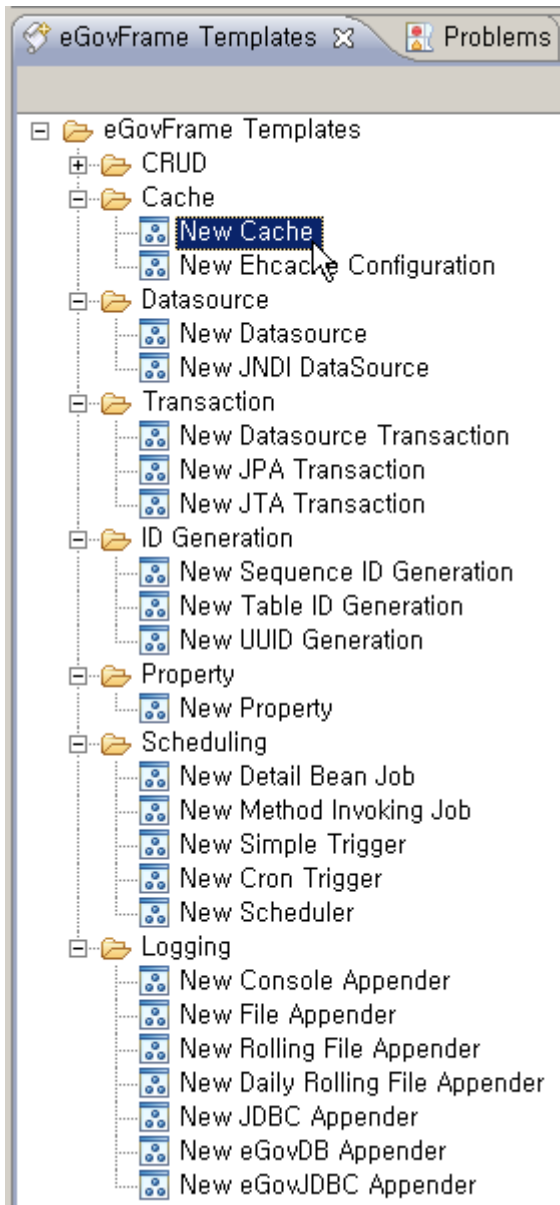 eGovFrame Templates Problems
eGovFrame Templates
CRUD
Cache
New Cache
New Ehcache Configuration
Datasource
New Datasource
New JNDI DataSource
Transaction
New Datasource Transaction
New JPA Transaction
New JTA Transaction
ID Generation
New Sequence ID Generation
New Table ID Generation
New UUID Generation
Property
New Property
Scheduling
New Detail Bean Job
New Method Invoking Job
New Simple Trigger
New Cron Trigger
New Scheduler
Logging
New Console Appender
New File Appender
New Rolling File Appender
New Daily Rolling File Appender
New JDBC Appender
New eGovDB Appender
New eGovJDBC Appender